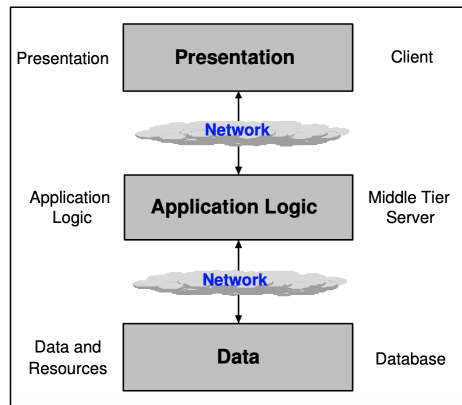 Presentation
Presentation
Client
Network
Application
Logic
Application Logic
Middle Tier
Server
Network
Data and
Resources
Data
Database